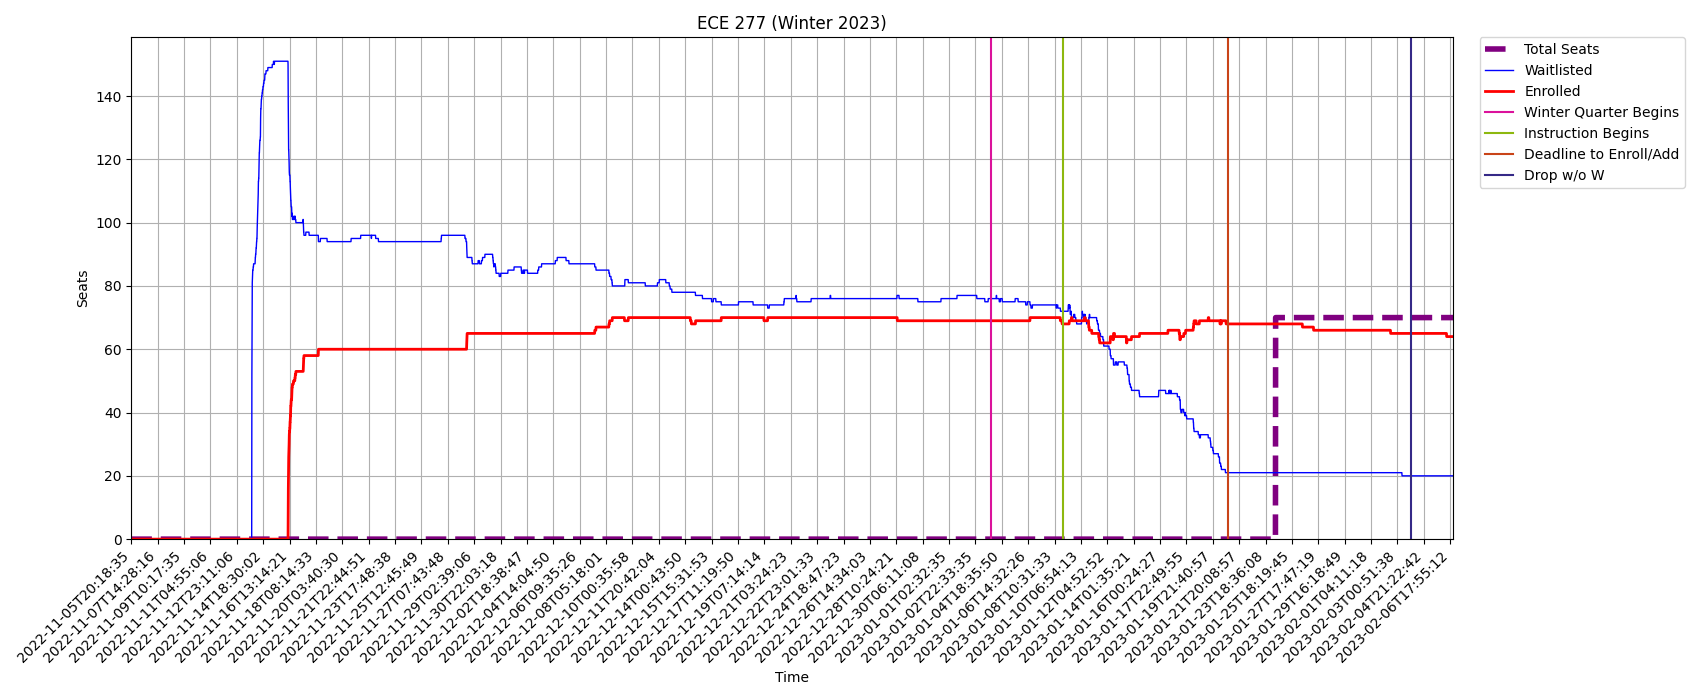 ECE 277 (Winter 2023)
Total Seats
Waitlisted
Enrolled
Winter Quarter Begins
Instruction Begins
Deadline to Enroll/Add
Drop w/o W
Seats
140
120
100
80
60
40
20
0
2022-11-05T20:18:35
2022-11-07T14:28:16
2022-11-09T10:17:35
2022-11-11T04:55:06
2022-11-12T23:11:06
2022-11-14T18:30:02
2022-11-16T13:14:21
2022-11-18T08:14:33
2022-11-20T03:40:30
2022-11-21T22:44:51
2022-11-23T17:48:38
2022-11-25T12:45:49
2022-11-27T07:43:48
2022-11-29T02:39:06
2022-11-30T22:03:18
2022-12-02T18:38:47
2022-12-04T14:04:50
2022-12-06T09:35:26
2022-12-08T05:18:01
2022-12-10T00:35:58
2022-12-11T20:42:04
2022-12-14T00:43:50
2022-12-15T15:31:53
2022-12-17T11:19:50
2022-12-19T07:14:14
2022-12-21T03:24:23
2022-12-22T23:01:33
2022-12-24T18:47:23
2022-12-26T14:34:03
2022-12-28T10:24:21
2022-12-30T06:11:08
2023-01-01T02:32:35
2023-01-02T22:33:35
2023-01-04T18:35:50
2023-01-06T14:32:26
2023-01-08T10:31:33
2023-01-10T06:54:13
2023-01-12T04:52:52
2023-01-14T01:35:21
2023-01-16T00:24:27
2023-01-17T22:49:55
2023-01-19T21:40:57
2023-01-21T20:08:57
2023-01-23T18:36:08
2023-01-25T18:19:45
2023-01-27T17:47:19
2023-01-29T16:18:49
2023-02-01T04:11:18
2023-02-03T03:51:38
2023-02-04T21:22:42
2023-02-06T17:55:12
Time